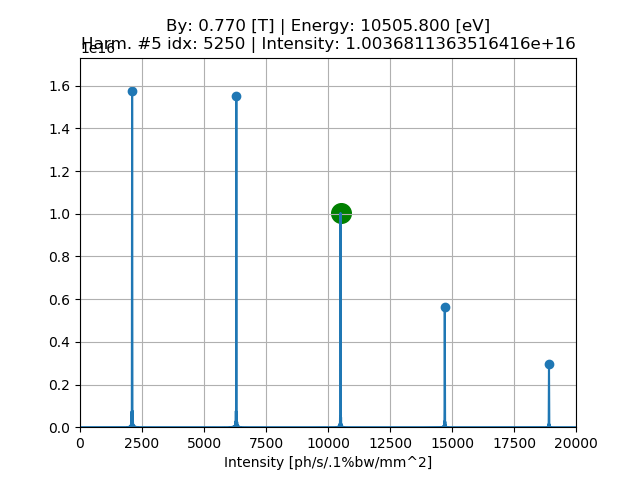 By: 0.770 [T] | Energy: 10505.800 [eV]
Harm. #5 idx: 5250 | Intensity: 1.0036811363516416e+16
1e16
1.6
1.4
1.2
1.0
0.8
0.6
0.4
0.2
0.0
0 2500 5000 7500 10000 12500 15000 17500 20000
Intensity [ph/s/.1%bw/mm^2]